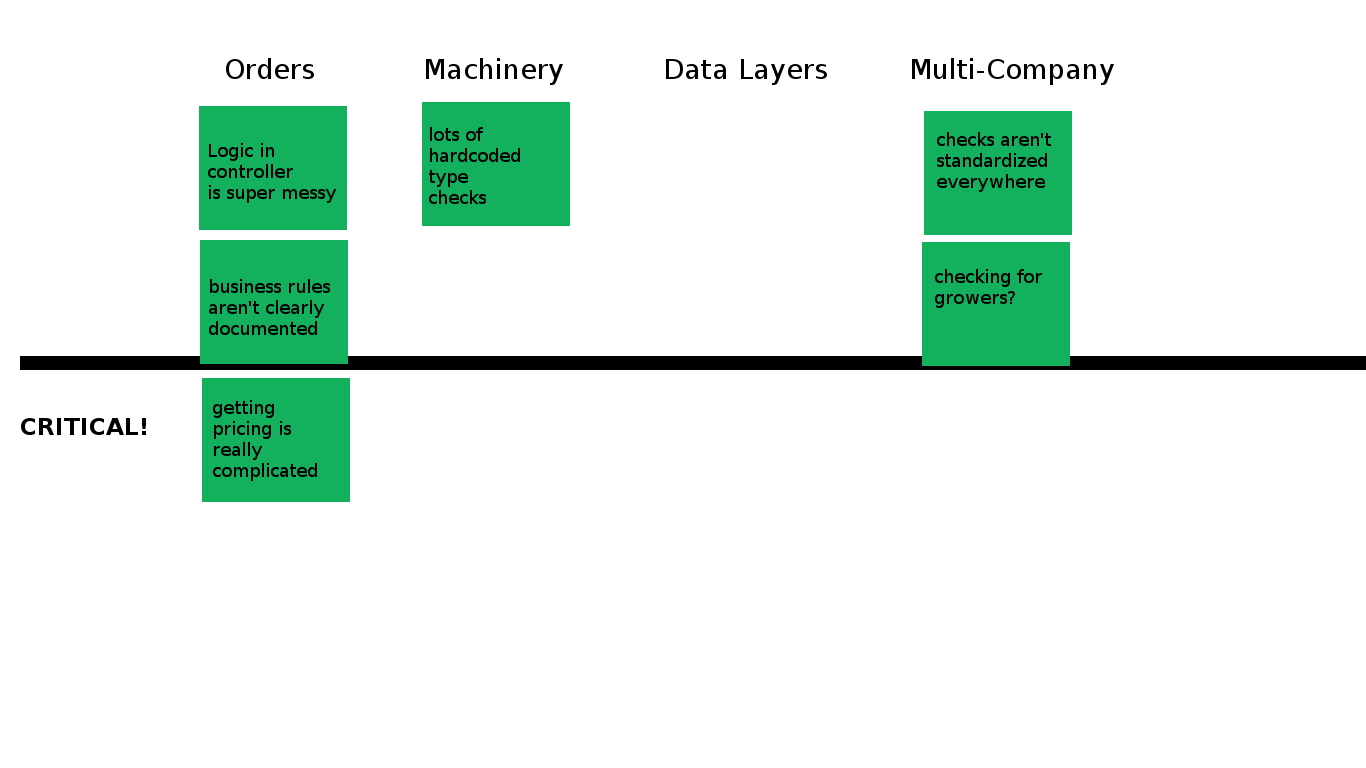 Orders
Machinery
Data Layers
Multi-Company
Logic in
controller
is super messy
lots of
hardcoded
type
checks
checks aren't
standardized
everywhere
business rules
aren't clearly
documented
checking for
growers?
CRITICAL!
getting
pricing is
really
complicated